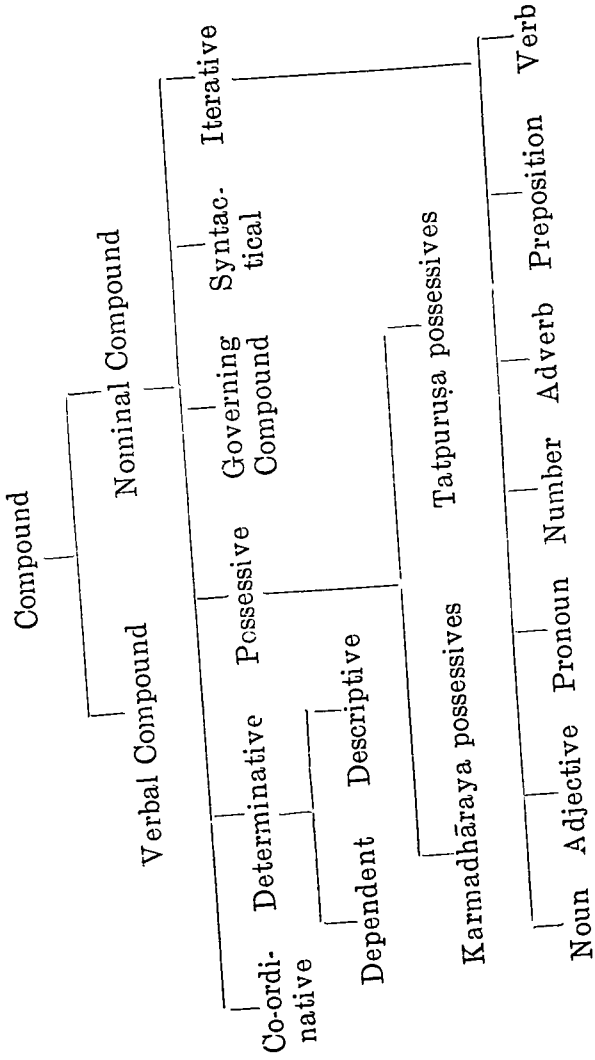 Compound
Verbal Compound Nominal Compound
Co-ordi-
native
Determinative
Possessive
Governing
Compound
Syntac-
tical
Iterative
Dependent Descriptive
Karmadhāraya possessives Tatpuruṣa possessives
Noun Adjective Pronoun Number Adverb Preposition Verb